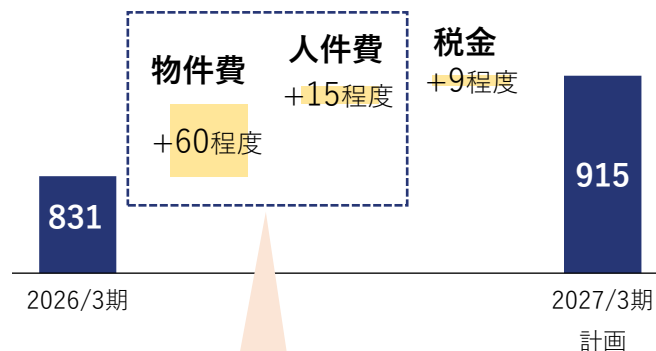 物件費
+60程度
人件費
+15程度
税金
+9程度
831
915
2026/3期
2027/3期
計画